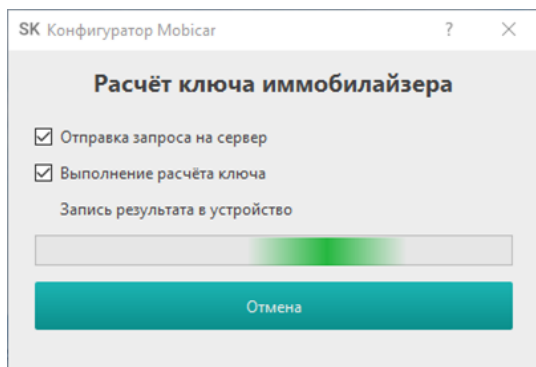 SK Конфигуратор Mobicar ?
Расчёт ключа иммобилайзера
Отправка запроса на сервер
Выполнение расчёта ключа
Запись результата в устройство
Отмена